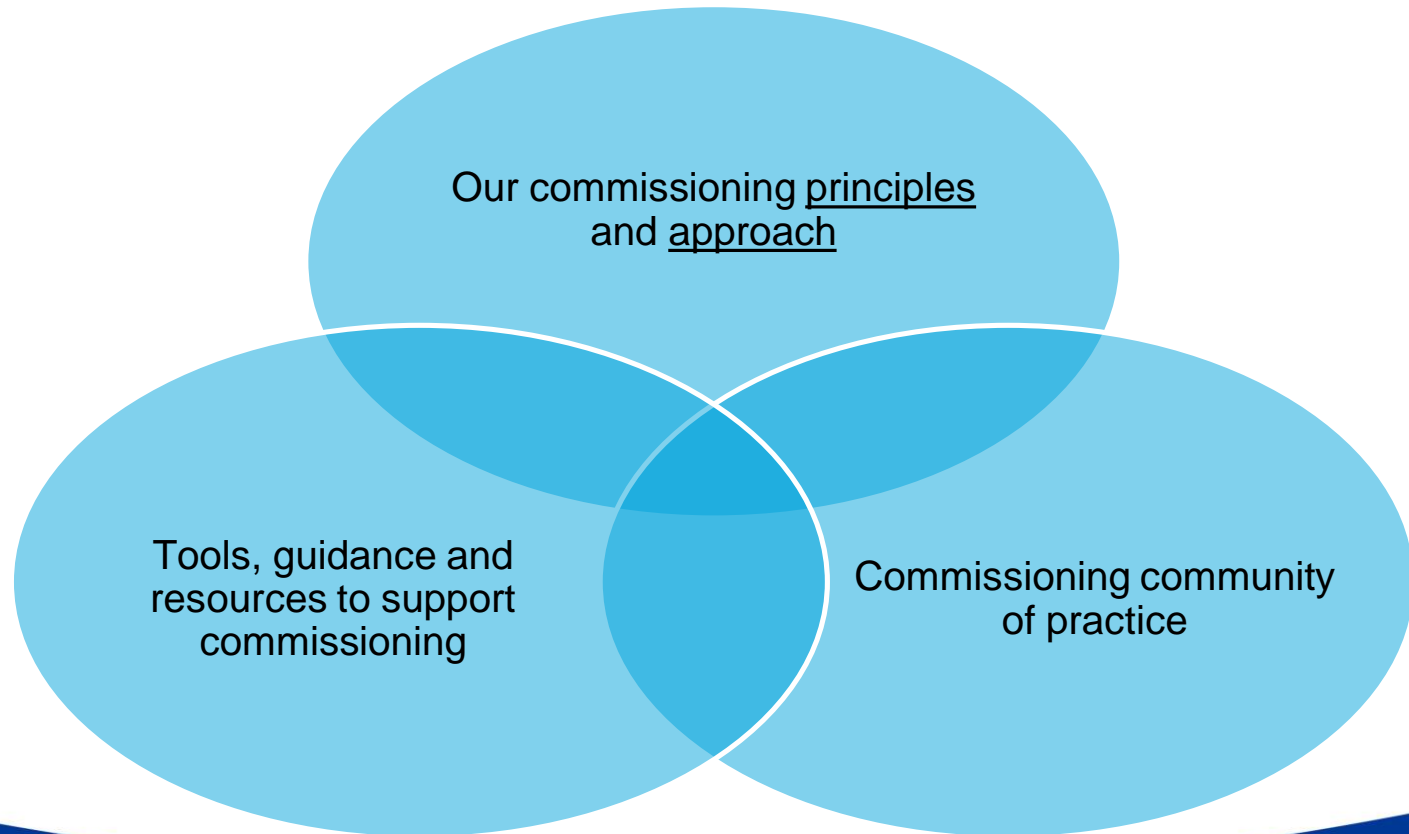 Our commissioning principles
and approach
Tools, guidance and
resources to support
commissioning
Commissioning community
of practice